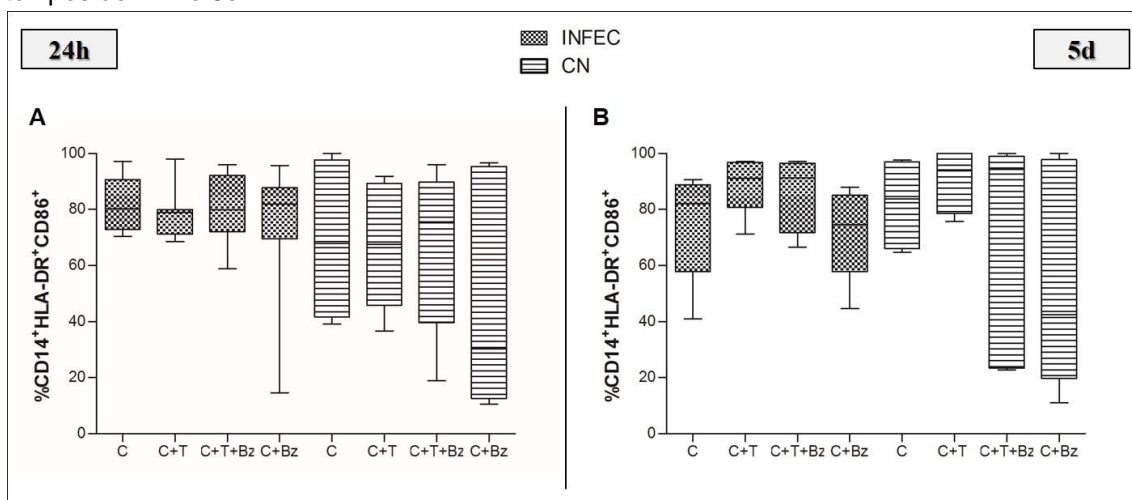 24h
INFEC
CN
5d
A
%CD14+HLA-DR+CD86+
100
80
60
40
20
0
C C+T C+T+Bz C+Bz C C+T C+T+Bz C+Bz
B
%CD14+HLA-DR+CD86+
100
80
60
40
20
0
C C+T C+T+Bz C+Bz C C+T C+T+Bz C+Bz